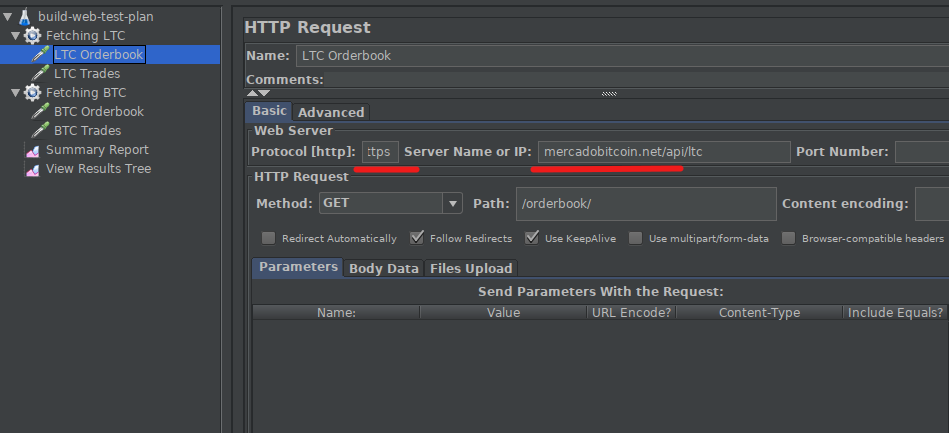 build-web-test-plan
Fetching LTC
LTC Orderbook
LTC Trades
Fetching BTC
BTC Orderbook
BTC Trades
Summary Report
View Results Tree
HTTP Request
Name: LTC Orderbook
Comments:
Basic Advanced
Web Server
Protocol [http]: ttps Server Name or IP: mercadobitcoin.net/api/ltc Port Number:
HTTP Request
Method: GET Path: /orderbook/ Content encoding:
Redirect Automatically Follow Redirects Use KeepAlive Use multipart/form-data Browser-compatible headers
Parameters Body Data Files Upload
Send Parameters With the Request:
Name: Value URL Encode? Content-Type Include Equals?